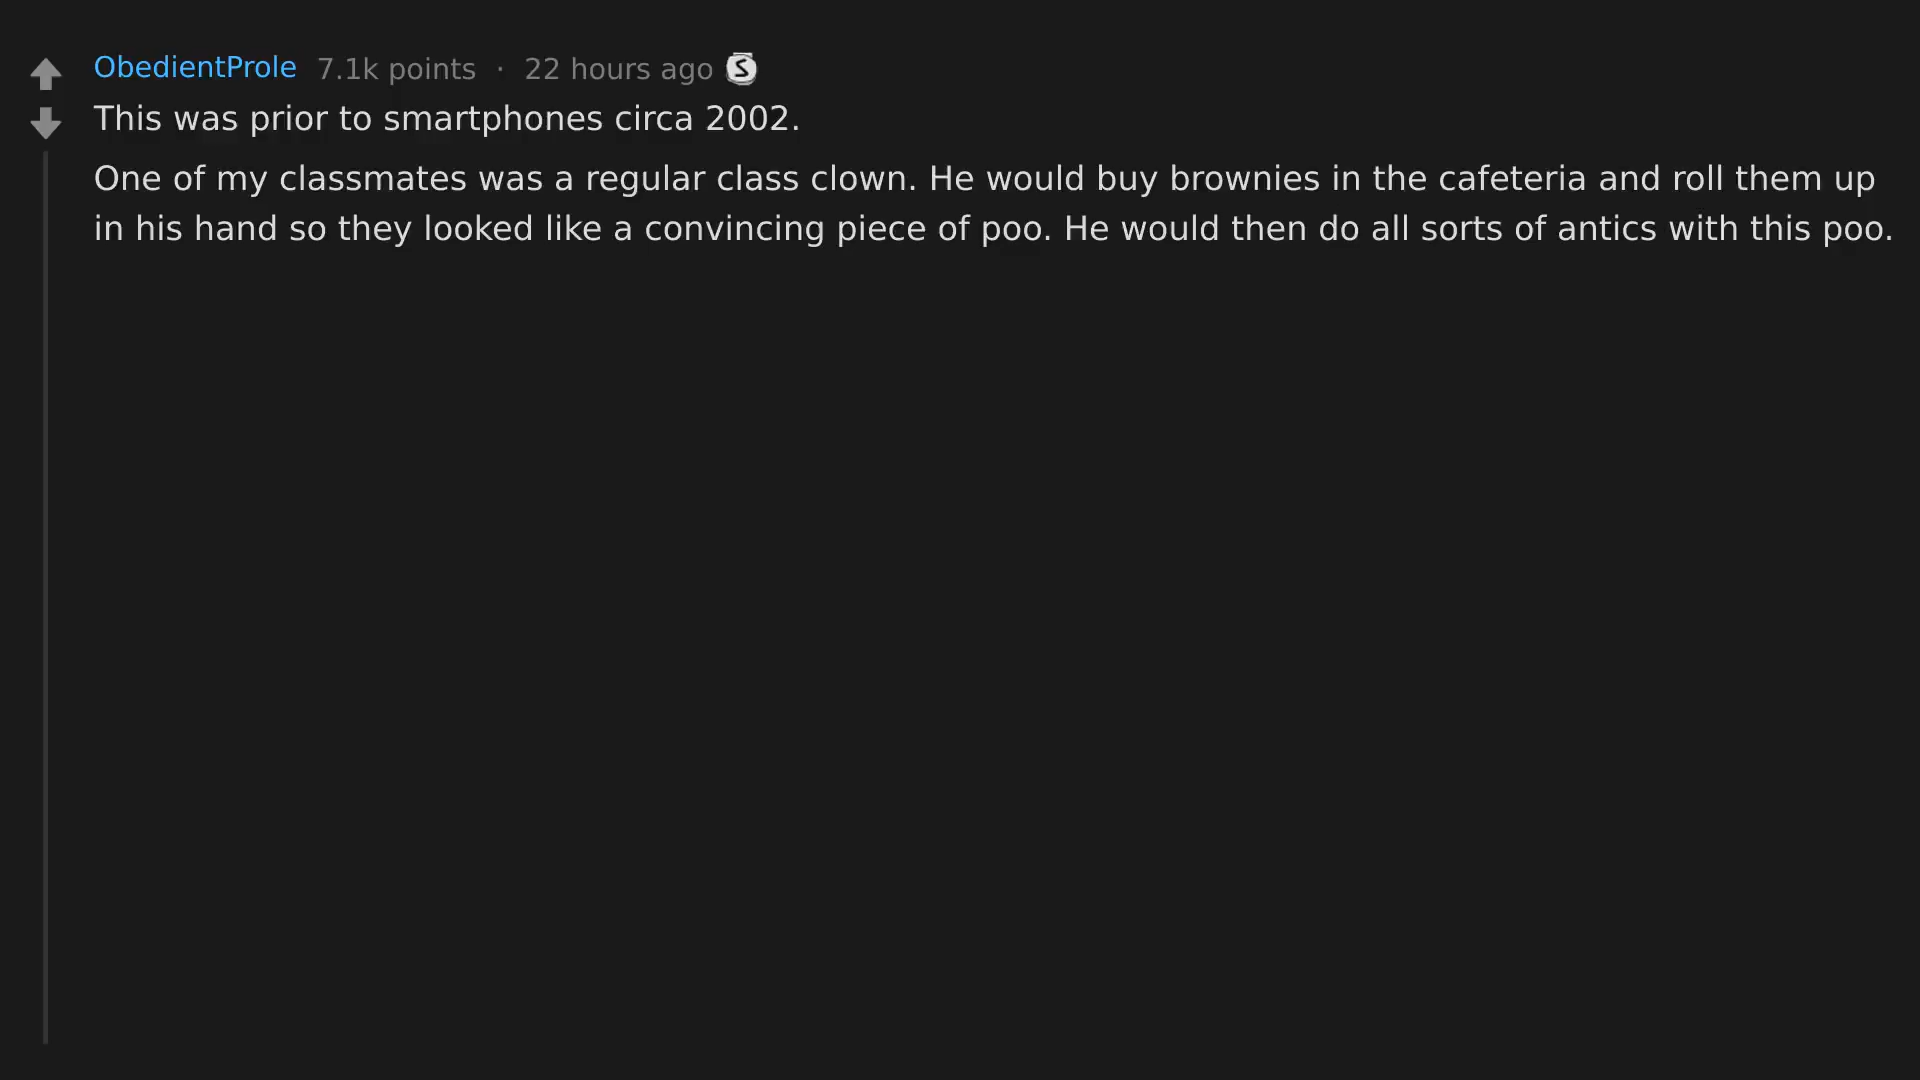 ObedientProle 7.1k points · 22 hours ago S
This was prior to smartphones circa 2002.
One of my classmates was a regular class clown. He would buy brownies in the cafeteria and roll them up
in his hand so they looked like a convincing piece of poo. He would then do all sorts of antics with this poo.